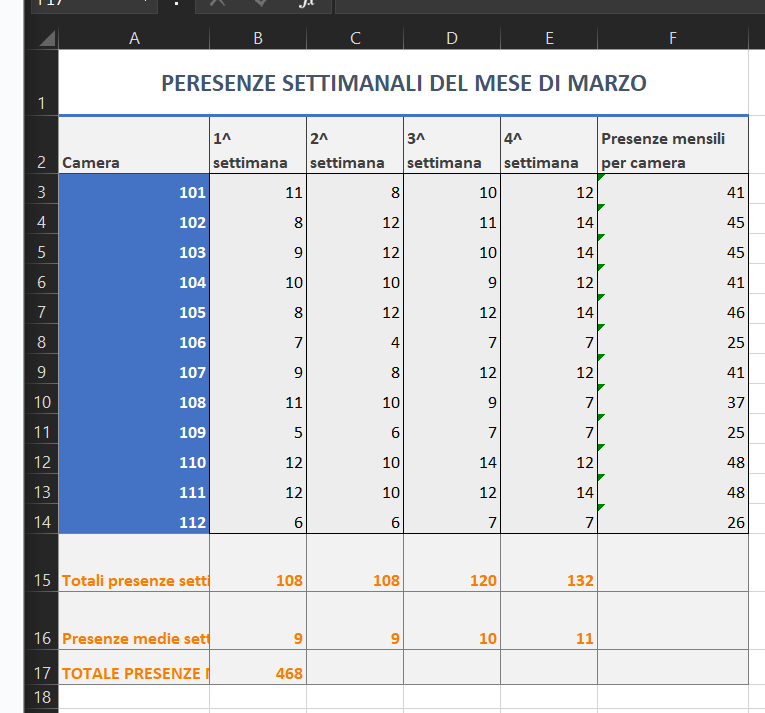 F17 fx
A B C D E F
1 PERESENZE SETTIMANALI DEL MESE DI MARZO
1^ 2^ 3^ 4^ Presenze mensili
2 Camera settimana settimana settimana settimana per camera
3 101 11 8 10 12 41
4 102 8 12 11 14 45
5 103 9 12 10 14 45
6 104 10 10 9 12 41
7 105 8 12 12 14 46
8 106 7 4 7 7 25
9 107 9 8 12 12 41
10 108 11 10 9 7 37
11 109 5 6 7 7 25
12 110 12 10 14 12 48
13 111 12 10 12 14 48
14 112 6 6 7 7 26
15 Totali presenze setti 108 108 120 132
16 Presenze medie sett 9 9 10 11
17 TOTALE PRESENZE 468
18